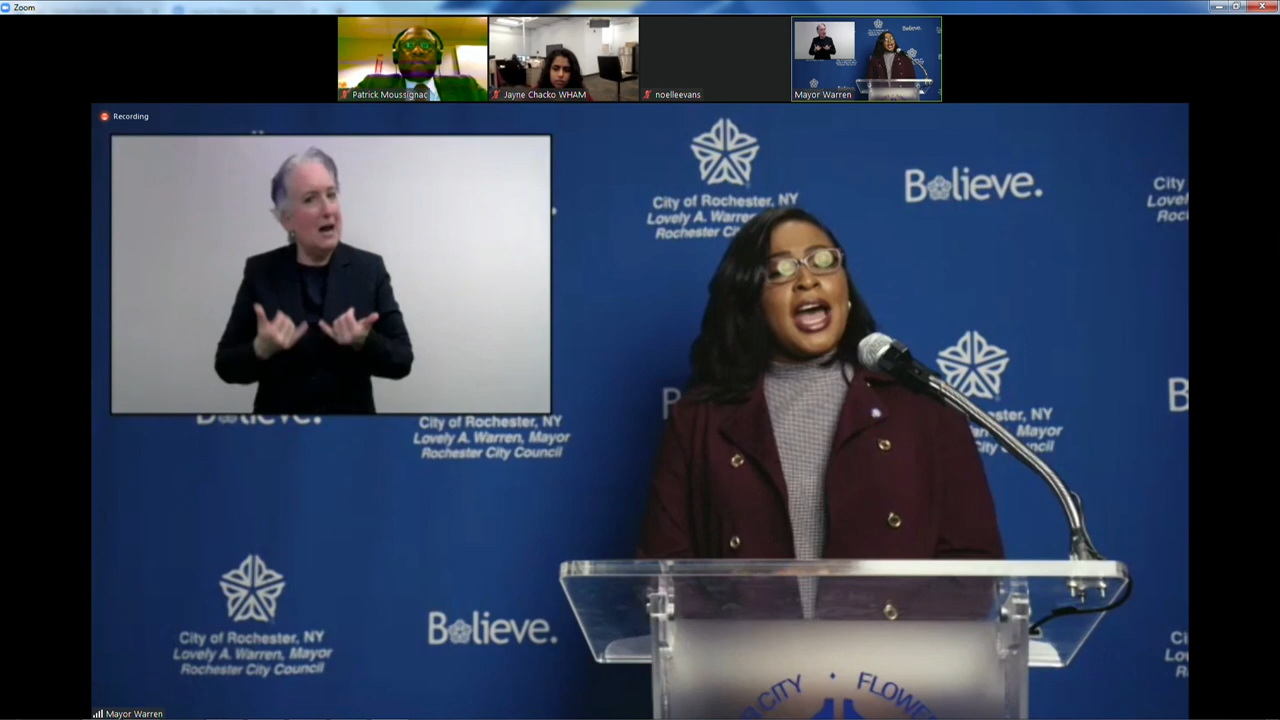 Zoom
Patrick Moussignac
Jayne Chacko WHAM
noelleevans
Mayor Warren
Recording
City of Rochester, NY
Lovely A. Warren
Rochester
Believe.
City
Believe.
City of Rochester, NY
Lovely A. Warren, Mayor
Rochester City Council
City of Rochester, NY
Lovely A. Warren, Mayor
Rochester City Council
Believe.
CITY • FLOWE
Mayor Warren